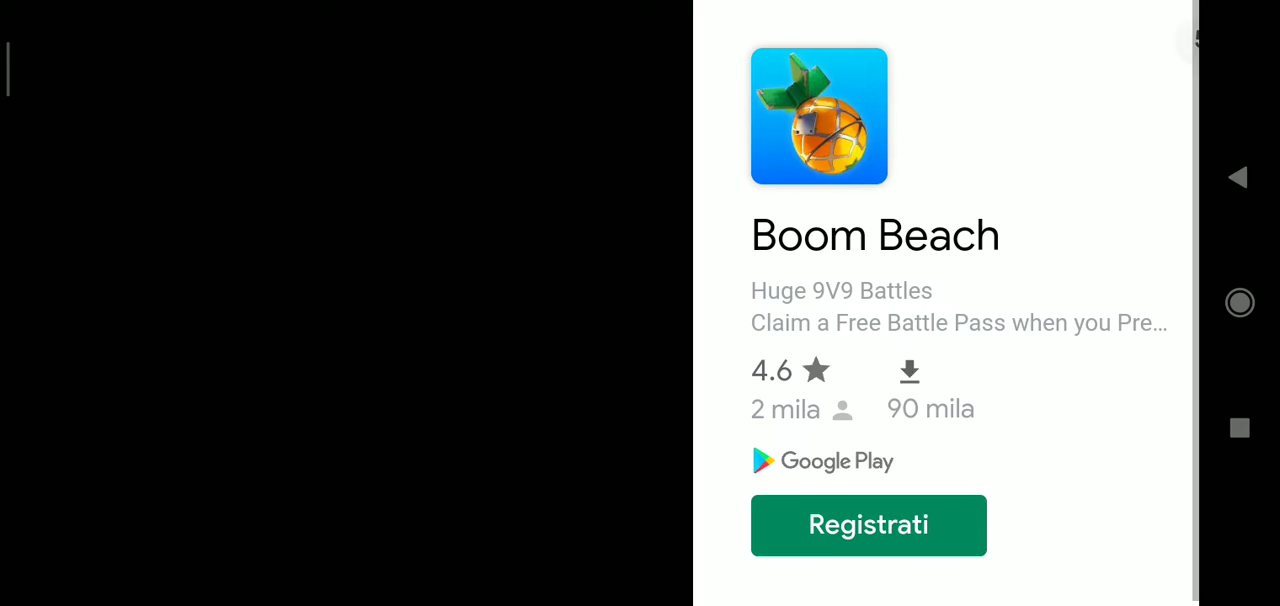 Boom Beach
Huge 9V9 Battles
Claim a Free Battle Pass when you Pre...
4.6
2 mila
90 mila
Google Play
Registrati